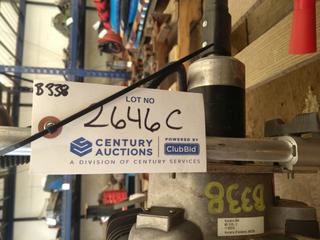 B338
LOT NO
2646C
CENTURY
AUCTIONS
POWERED BY
ClubBid
A DIVISION OF CENTURY SERVICES
B338